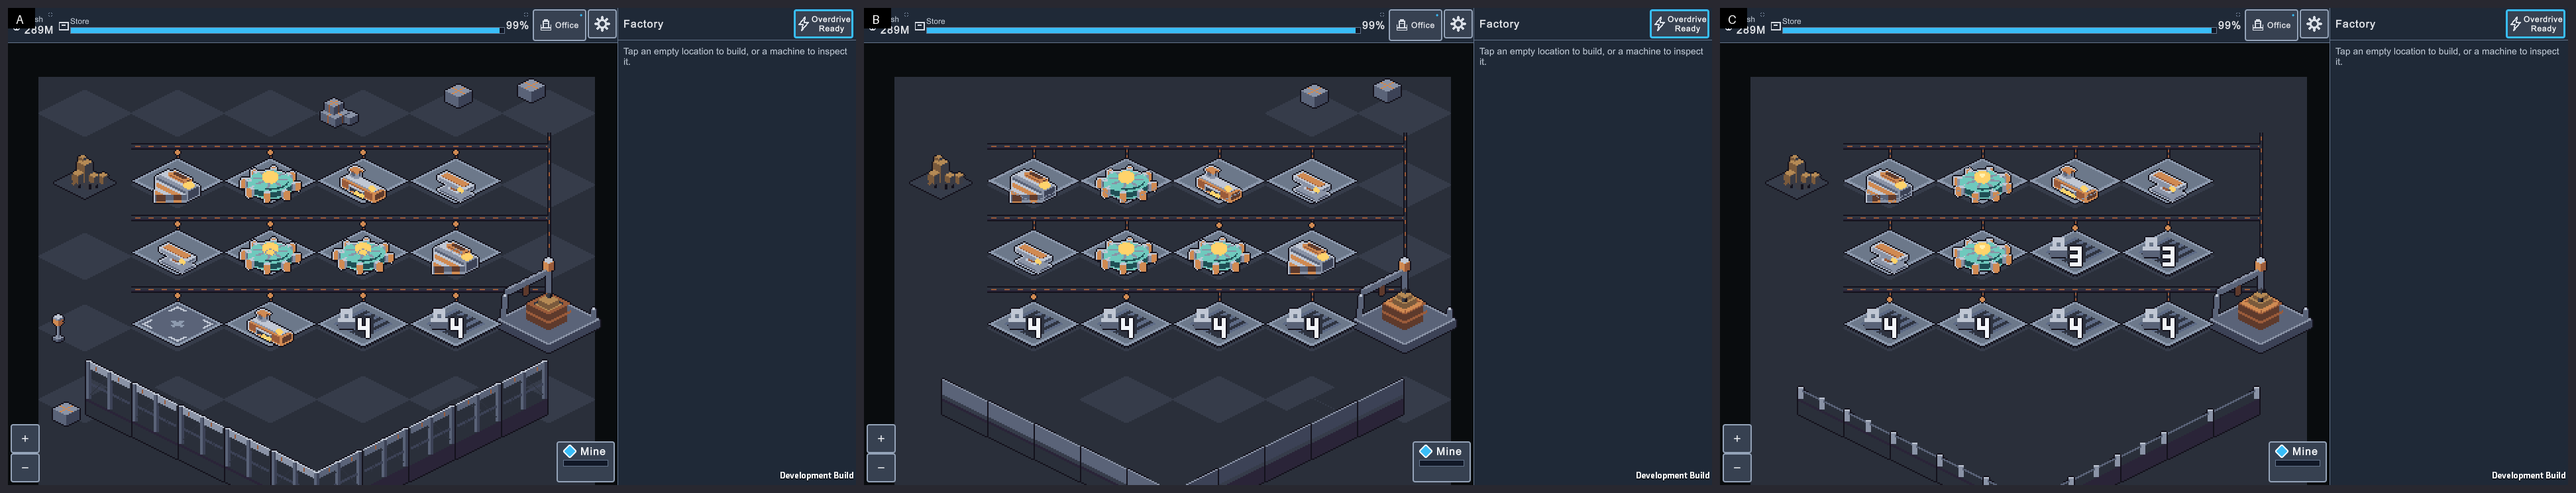 A
sh
289M
Store
99%
Office
Factory
Overdrive
Ready
Tap an empty location to build, or a machine to inspect
it.
4
4
+
−
Mine
Development Build
B
sh
289M
Store
99%
Office
Factory
Overdrive
Ready
Tap an empty location to build, or a machine to inspect
it.
4
4
4
4
+
−
Mine
Development Build
C
sh
289M
Store
99%
Office
Factory
Overdrive
Ready
Tap an empty location to build, or a machine to inspect
it.
3
3
4
4
4
4
+
−
Mine
Development Build